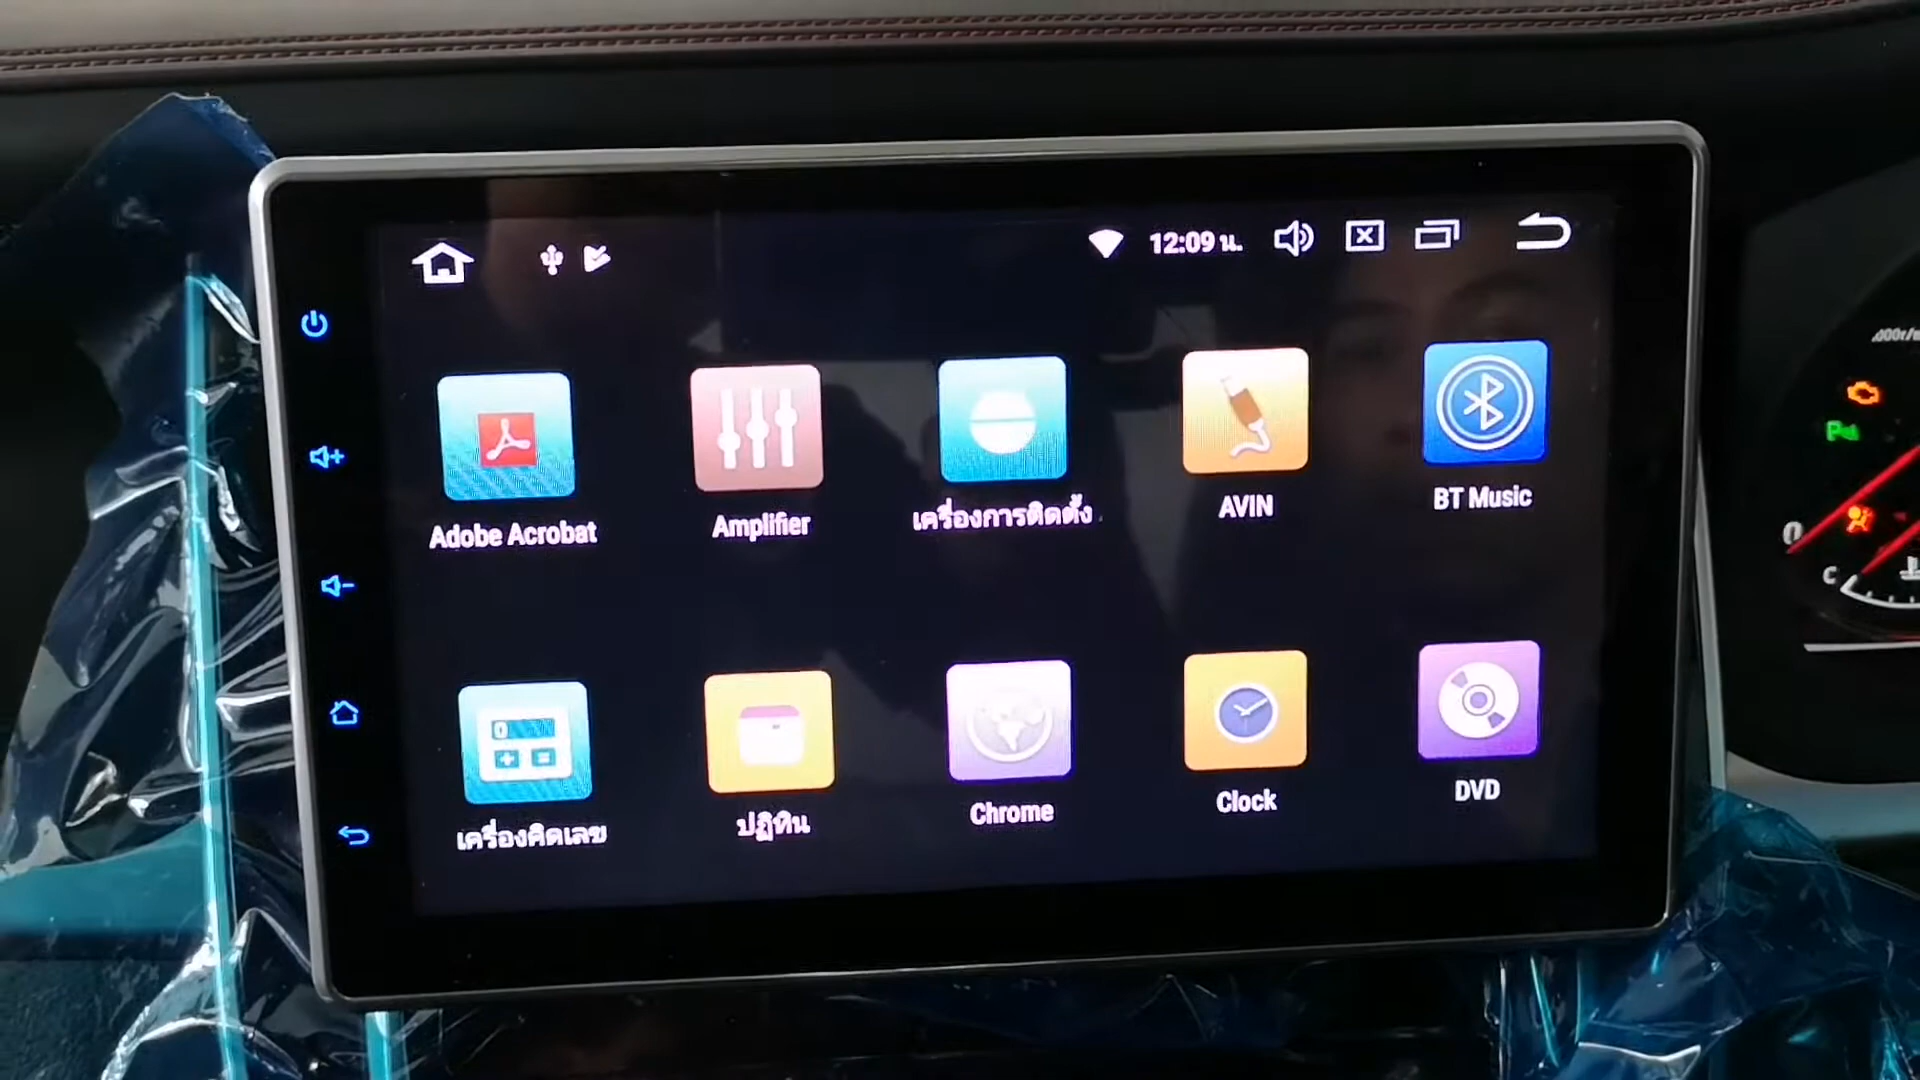 12:09 น.
Adobe Acrobat
Amplifier
เครื่องการติดตั้ง
AVIN
BT Music
0
เครื่องคิดเลข
ปฏิทิน
Chrome
Clock
DVD
P
0
C